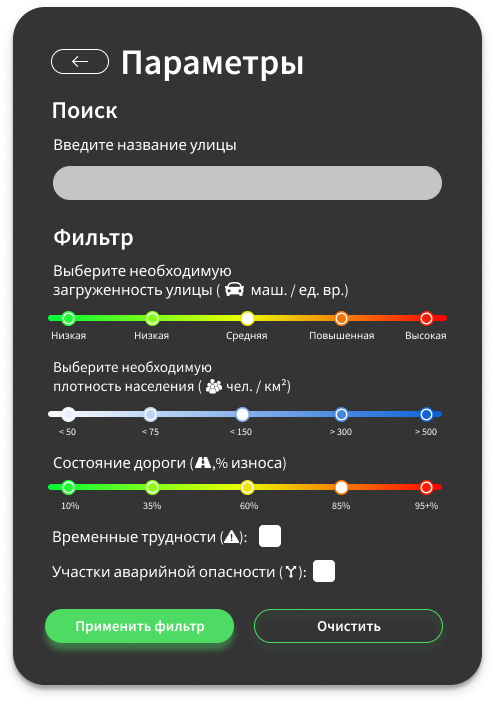 Параметры
Поиск
Введите название улицы
Фильтр
Выберите необходимую
загруженность улицы ( маш. / ед. вр.)
Низкая Низкая Средняя Повышенная Высокая
Выберите необходимую
плотность населения ( чел. / км²)
< 50 < 75 < 150 > 300 > 500
Состояние дороги ( ,% износа)
10% 35% 60% 85% 95+%
Временные трудности ( ):
Участки аварийной опасности ( ):
Применить фильтр Очистить